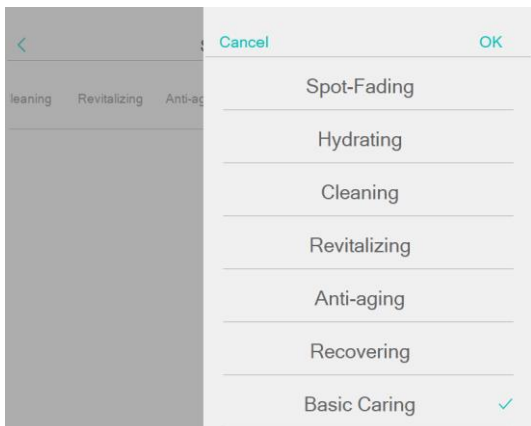 Cancel OK
leaning Revitalizing Anti-ag
Spot-Fading
Hydrating
Cleaning
Revitalizing
Anti-aging
Recovering
Basic Caring